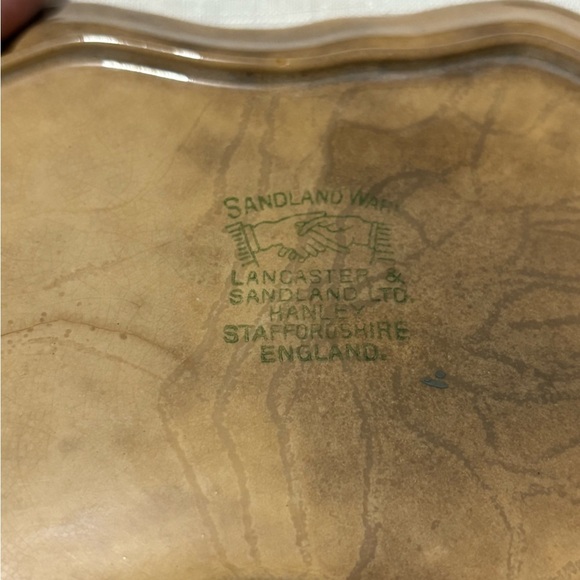 SANDLAND WARE
LANCASTER &
SANDLAND LTD.
HANLEY
STAFFORDSHIRE
ENGLAND.